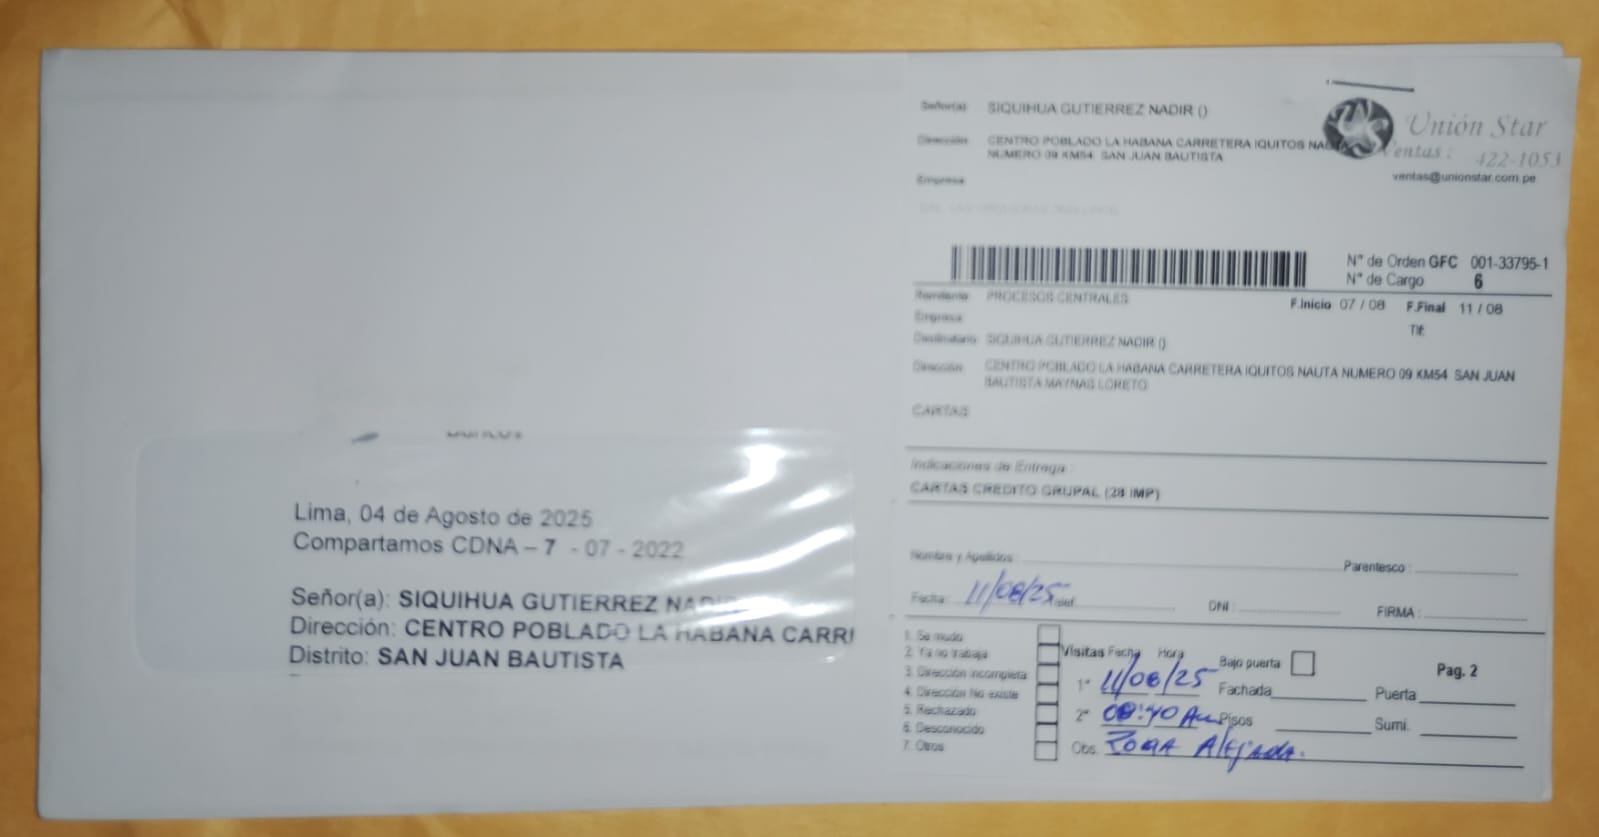 Lima, 04 de Agosto de 2025
Compartamos CDNA – 7 - 07 - 2022
Señor(a): SIQUIHUA GUTIERREZ NADIR
Dirección: CENTRO POBLADO LA HABANA CARRI
Distrito: SAN JUAN BAUTISTA
Señor(a): SIQUIHUA GUTIERREZ NADIR ()
Dirección: CENTRO POBLADO LA HABANA CARRETERA IQUITOS NAUTA
NUMERO 09 KM54 SAN JUAN BAUTISTA
Empresa
Unión Star
Ventas : 422-1053
ventas@unionstar.com.pe
N° de Orden GFC 001-33795-1
N° de Cargo 6
Remitente PROCESOS CENTRALES
F.Inicio 07 / 08 F.Final 11 / 08
Empresa
Tlf.
Destinatario SIQUIHUA GUTIERREZ NADIR ()
Dirección CENTRO POBLADO LA HABANA CARRETERA IQUITOS NAUTA NUMERO 09 KM54 SAN JUAN
BAUTISTA MAYNAS LORETO
CARTAS
Indicaciones de Entrega
CARTAS CREDITO GRUPAL (28 IMP)
Nombre y Apellidos : Parentesco :
Fecha : 11/08/25 DNI : FIRMA :
1. Se mudo
2. Ya no trabaja
3. Dirección incompleta
4. Dirección No existe
5. Rechazado
6. Desconocido
7. Otros
Visitas Fecha Hora Bajo puerta Pag. 2
1° 11/08/25 Fachada Puerta
2° 08:40 Am Pisos Sumi.
Obs. Zona Alejada.